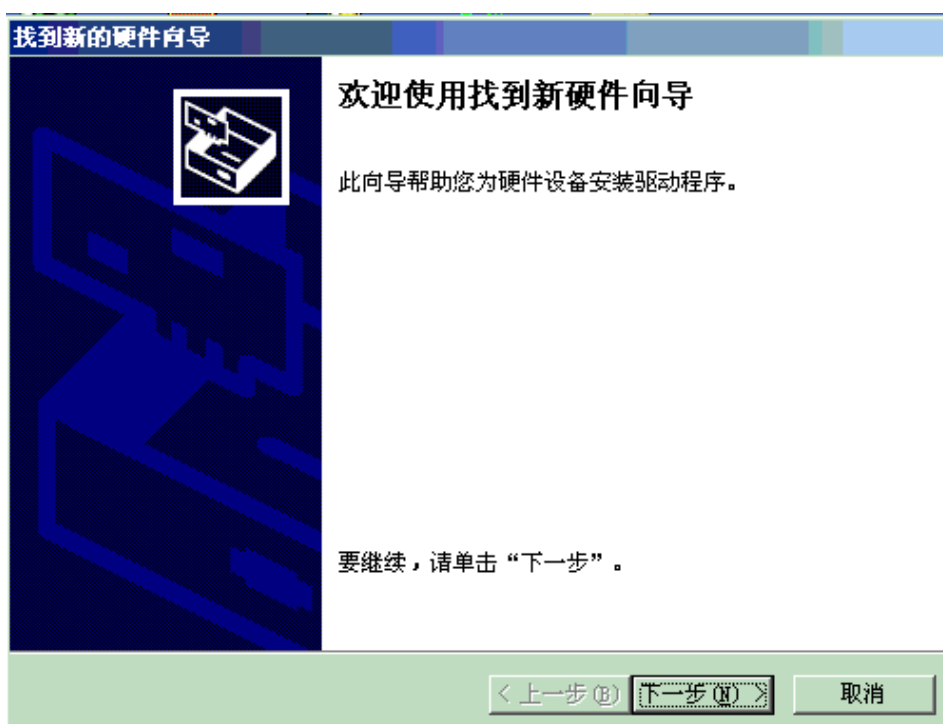 找到新的硬件向导
欢迎使用找到新硬件向导
此向导帮助您为硬件设备安装驱动程序。
要继续，请单击“下一步”。
< 上一步(B)
下一步(N) >
取消